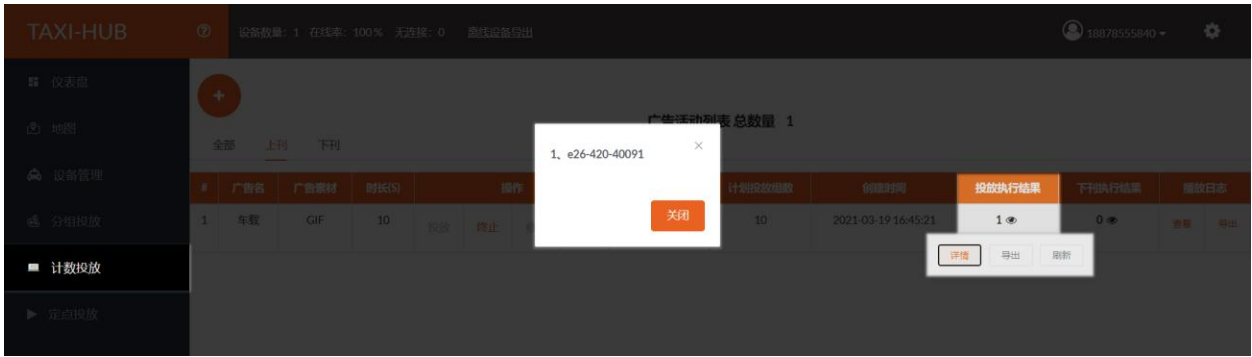 TAXI-HUB
设备数量: 1 在线率: 100% 无连接: 0 离线设备导出
18878555840
仪表盘
地图
设备管理
分组投放
计数投放
定点投放
广告活动列表 总数量 1
全部 上刊 下刊
1、e26-420-40091
关闭
# 广告名 广告素材 时长(S) 操作 计划投放组数 创建时间 投放执行结果 下刊执行结果 播放日志
1 车载 GIF 10 投放 终止 10 2021-03-19 16:45:21 1 0 查看 导出
详情 导出 刷新